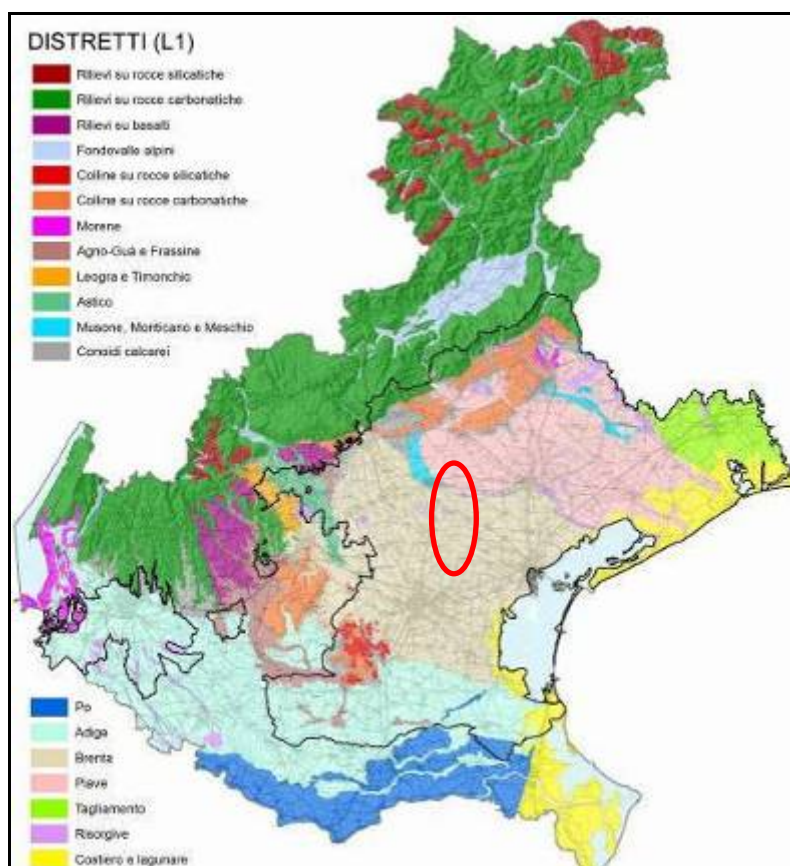 DISTRETTI (L1)
Rilievi su rocce silicatiche
Rilievi su rocce carbonatiche
Rilievi su basalti
Fondovalle alpini
Colline su rocce silicatiche
Colline su rocce carbonatiche
Morene
Agno-Guà e Frassine
Leogra e Timonchio
Astico
Musone, Monticano e Meschio
Conoidi calcarei
Po
Adige
Brenta
Piave
Tagliamento
Risorgive
Costiero e lagunare